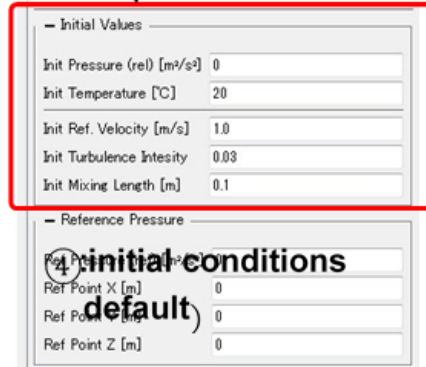 – Initial Values
Init Pressure (rel) [m²/s²] 0
Init Temperature [°C] 20
Init Ref. Velocity [m/s] 1.0
Init Turbulence Intesity 0.03
Init Mixing Length [m] 0.1
– Reference Pressure
④.initial conditions
Ref Point X [m] 0
default)
0
Ref Point Z [m] 0